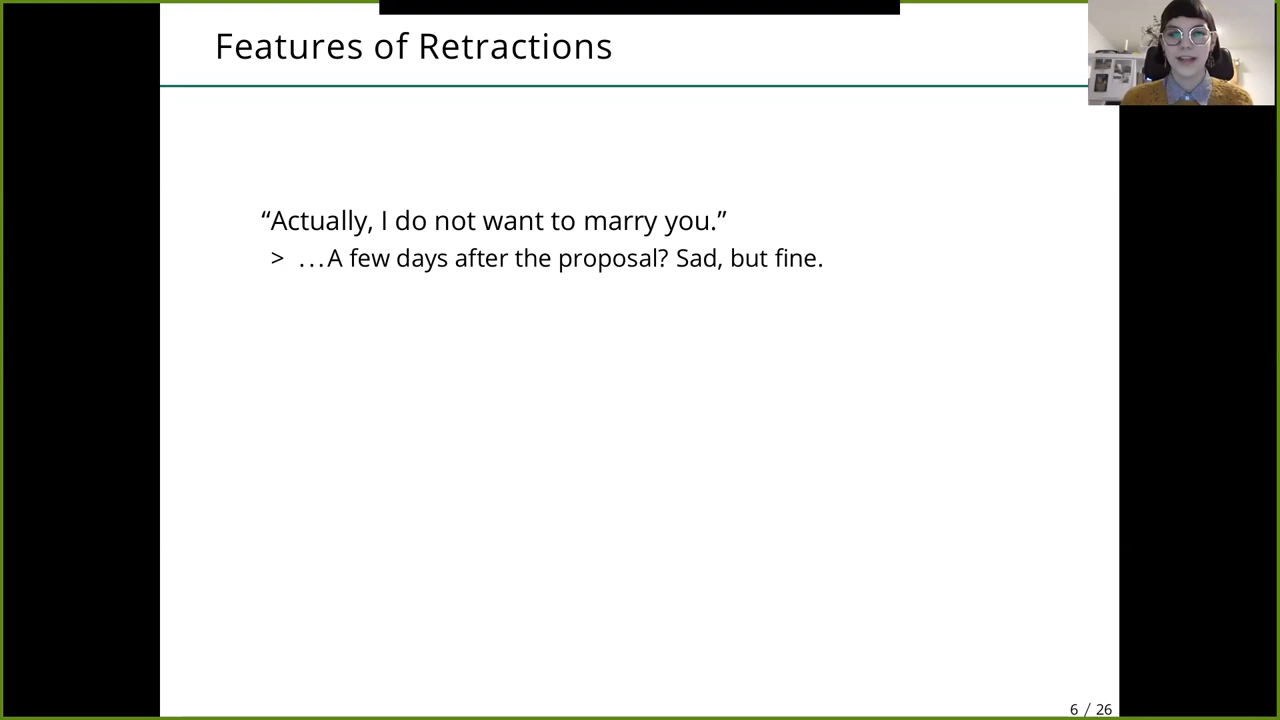 Features of Retractions
“Actually, I do not want to marry you.”
> ...A few days after the proposal? Sad, but fine.
6 / 26